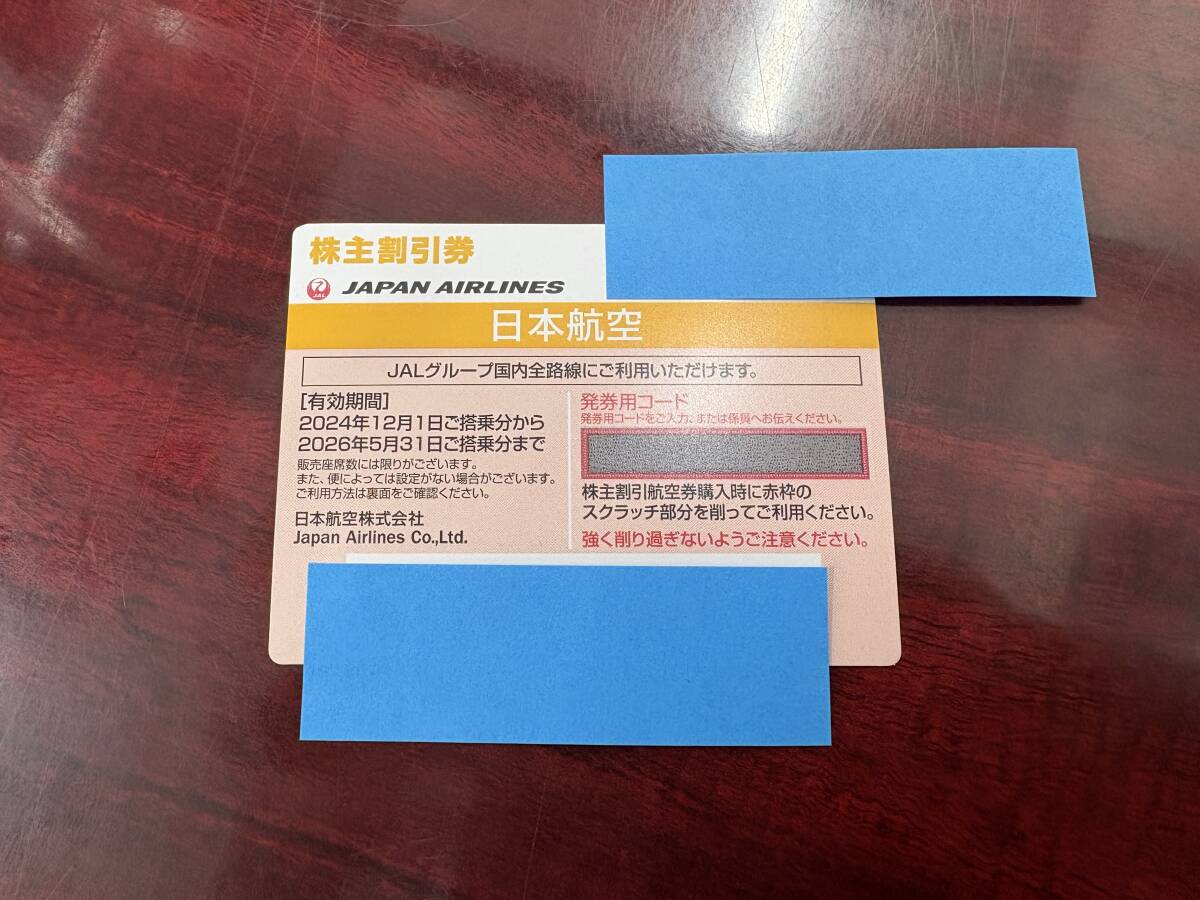 株主割引券
JAL JAPAN AIRLINES
日本航空
JALグループ国内全路線にご利用いただけます。
[有効期間]
2024年12月1日ご搭乗分から
2026年5月31日ご搭乗分まで
販売座席数には限りがございます。
また、便によっては設定がない場合がございます。
ご利用方法は裏面をご確認ください。
日本航空株式会社
Japan Airlines Co.,Ltd.
発券用コード
発券用コードをご入力、または係員へお伝えください。
株主割引航空券購入時に赤枠の
スクラッチ部分を削ってご利用ください。
強く削り過ぎないようご注意ください。